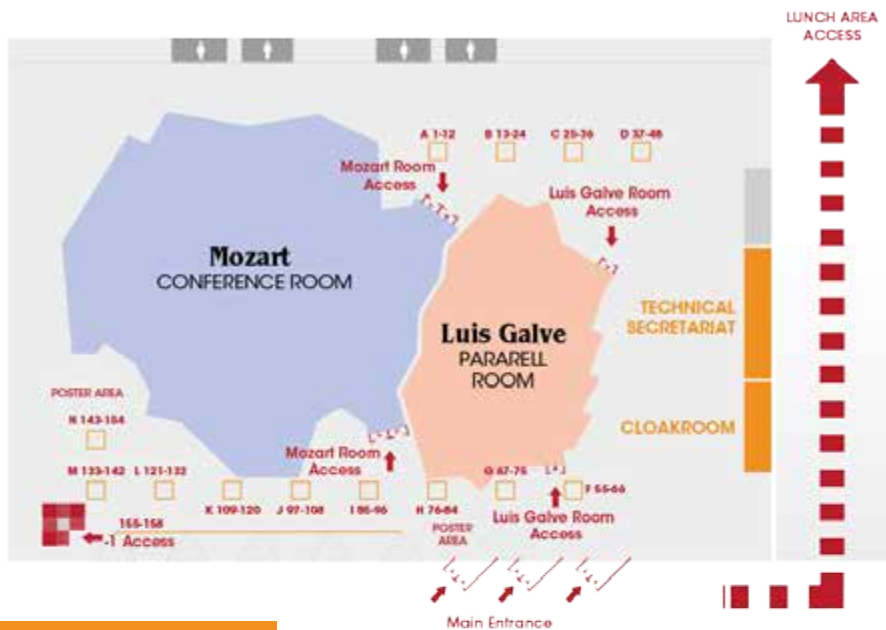 LUNCH AREA
ACCESS
A 1-12
B 13-24
C 25-36
D 37-48
Mozart Room
Access
Luis Galve Room
Access
Mozart
CONFERENCE ROOM
Luis Galve
PARARELL
ROOM
TECHNICAL
SECRETARIAT
CLOAKROOM
POSTER AREA
N 143-154
M 133-142
L 121-132
K 109-120
J 97-108
I 85-96
H 76-84
G 67-75
F 55-66
Mozart Room
Access
Luis Galve Room
Access
POSTER
AREA
155-158
-1 Access
Main Entrance